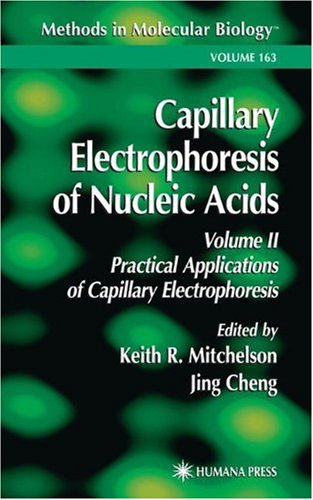 Methods in Molecular Biology™
VOLUME 163
Capillary
Electrophoresis
of Nucleic Acids
Volume II
Practical Applications
of Capillary Electrophoresis
Edited by
Keith R. Mitchelson
Jing Cheng
HUMANA PRESS